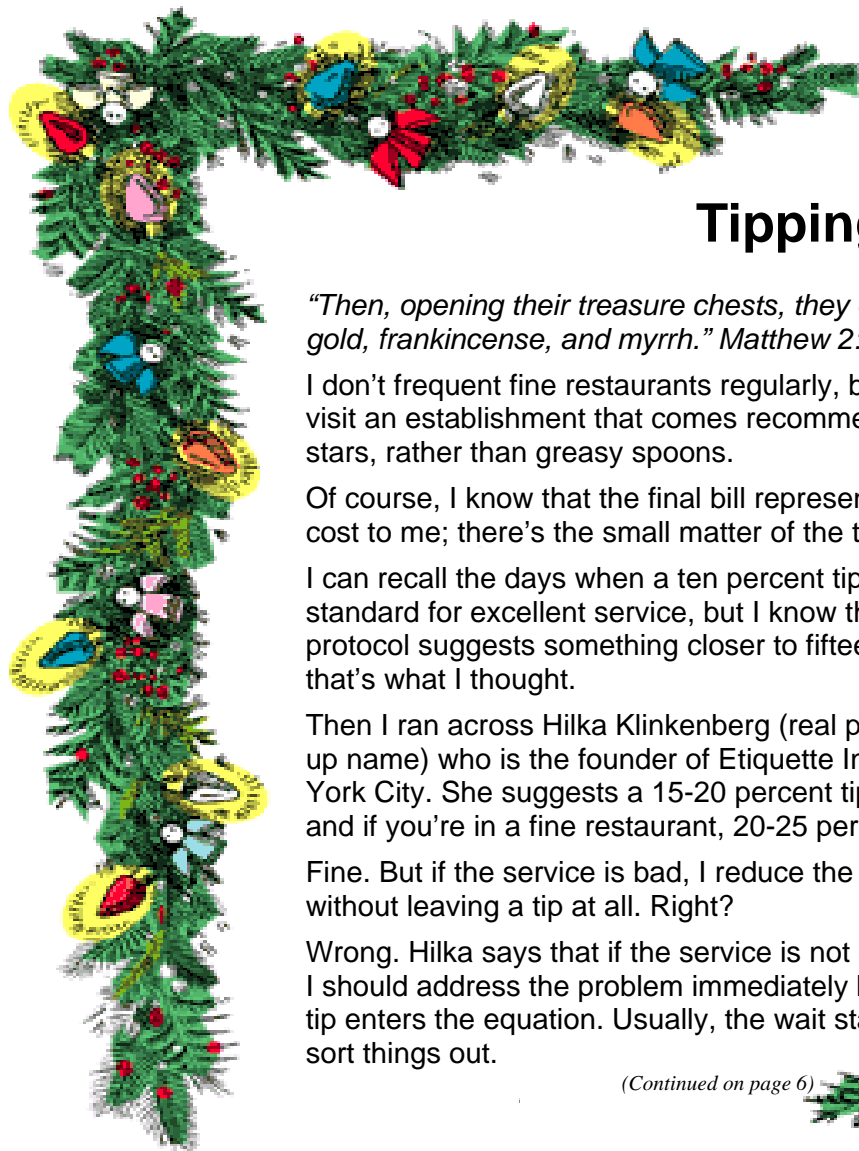 Tipping
“Then, opening their treasure chests, they
gold, frankincense, and myrrh.” Matthew 2:
I don’t frequent fine restaurants regularly, b
visit an establishment that comes recomme
stars, rather than greasy spoons.
Of course, I know that the final bill represen
cost to me; there’s the small matter of the t
I can recall the days when a ten percent tip
standard for excellent service, but I know th
protocol suggests something closer to fiftee
that’s what I thought.
Then I ran across Hilka Klinkenberg (real p
up name) who is the founder of Etiquette In
York City. She suggests a 15-20 percent tip
and if you’re in a fine restaurant, 20-25 per
Fine. But if the service is bad, I reduce the
without leaving a tip at all. Right?
Wrong. Hilka says that if the service is not
I should address the problem immediately
tip enters the equation. Usually, the wait sta
sort things out.
(Continued on page 6)